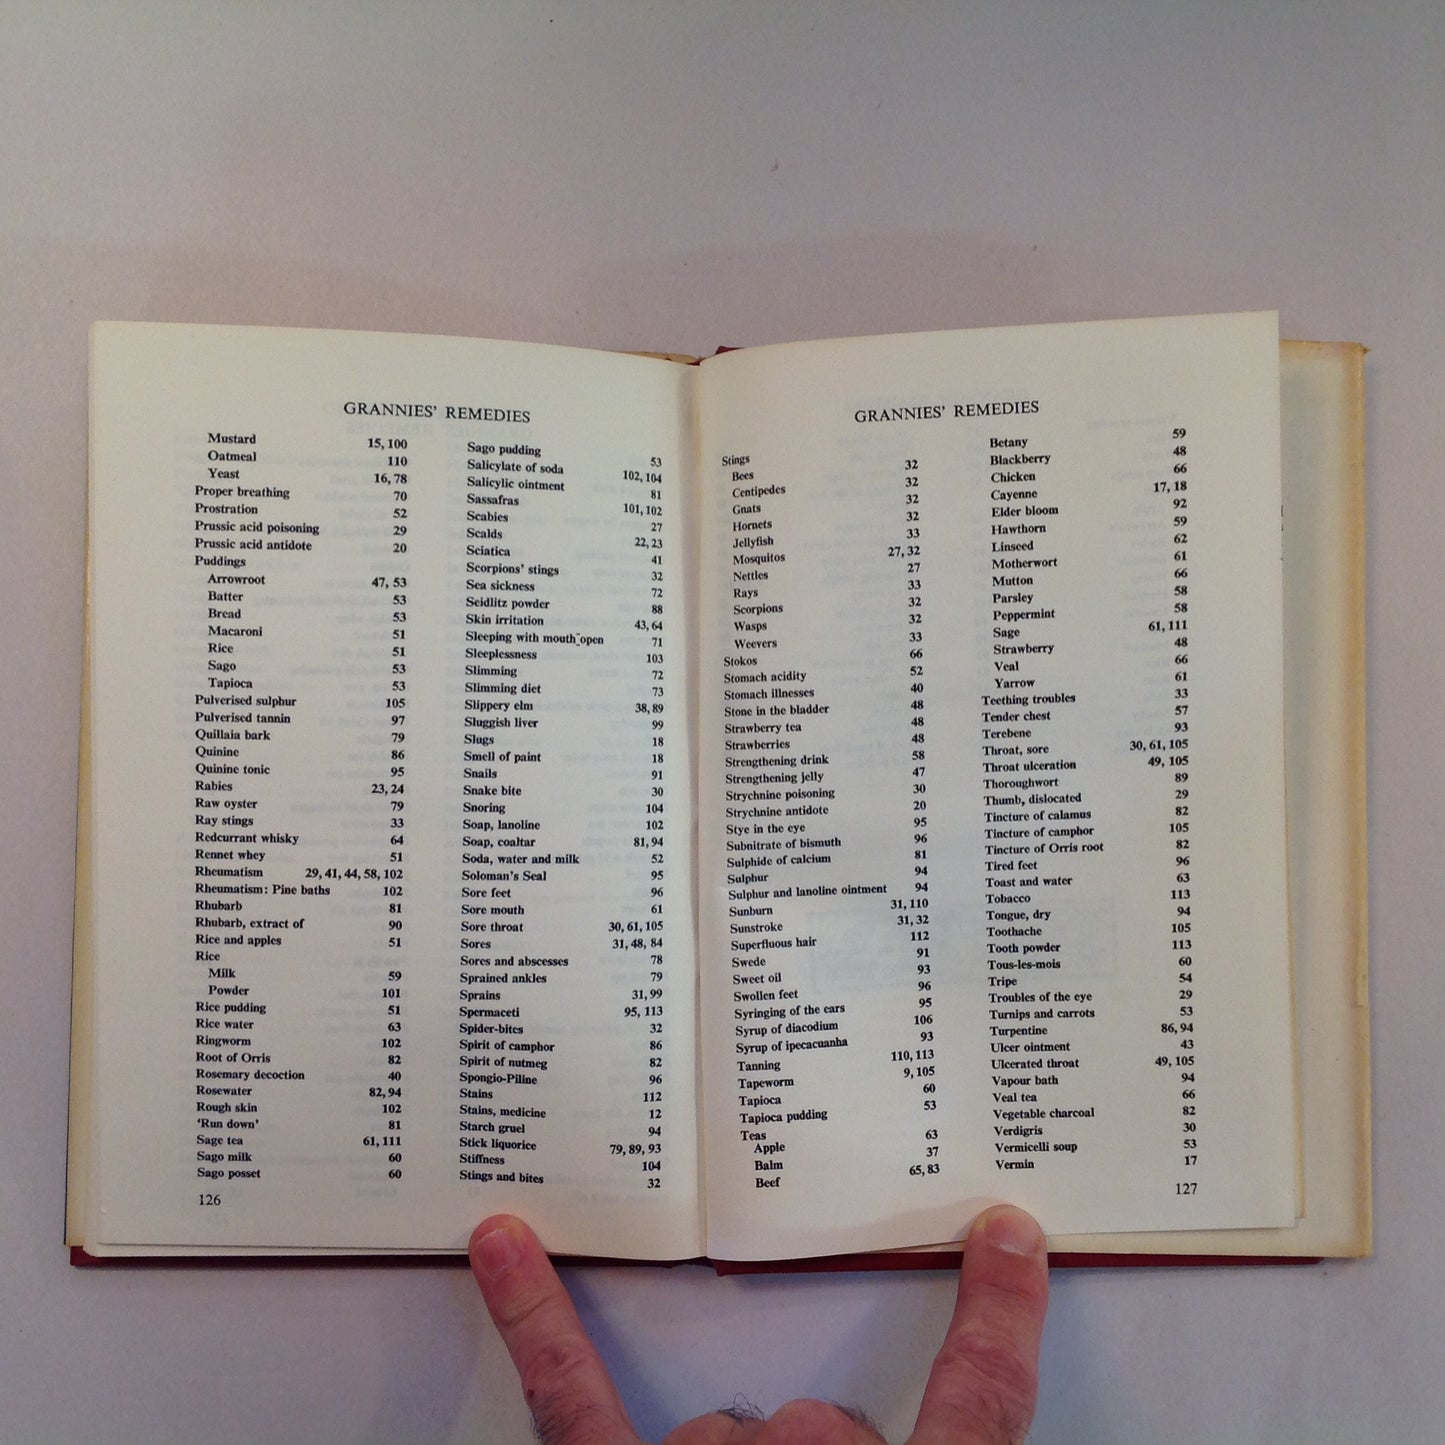 GRANNIES' REMEDIES
Mustard 15, 100
Oatmeal 110
Yeast 16, 78
Proper breathing 70
Prostration 52
Prussic acid poisoning 29
Prussic acid antidote 20
Puddings
Arrowroot 47, 53
Batter 53
Bread 53
Macaroni 51
Rice 51
Sago 53
Tapioca 53
Pulverised sulphur 105
Pulverised tannin 97
Quillaia bark 79
Quinine 86
Quinine tonic 95
Rabies 23, 24
Raw oyster 79
Ray stings 33
Redcurrant whisky 64
Rennet whey 51
Rheumatism 29, 41, 44, 58, 102
Rheumatism: Pine baths 102
Rhubarb 81
Rhubarb, extract of 90
Rice and apples 51
Rice
Milk 59
Powder 101
Rice pudding 51
Rice water 63
Ringworm 102
Root of Orris 82
Rosemary decoction 40
Rosewater 82, 94
Rough skin 102
'Run down' 81
Sage tea 61, 111
Sago milk 60
Sago posset 60
Sago pudding 53
Salicylate of soda 102, 104
Salicylic ointment 81
Sassafras 101, 102
Scabies 27
Scalds 22, 23
Sciatica 41
Scorpions' stings 32
Sea sickness 72
Seidlitz powder 88
Skin irritation 43, 64
Sleeping with mouth open 71
Sleeplessness 103
Slimming 72
Slimming diet 73
Slippery elm 38, 89
Sluggish liver 99
Slugs 18
Smell of paint 18
Snails 91
Snake bite 30
Snoring 104
Soap, lanoline 102
Soap, coaltar 81, 94
Soda, water and milk 52
Soloman's Seal 95
Sore feet 96
Sore mouth 61
Sore throat 30, 61, 105
Sores 31, 48, 84
Sores and abscesses 78
Sprained ankles 79
Sprains 31, 99
Spermaceti 95, 113
Spider-bites 32
Spirit of camphor 86
Spirit of nutmeg 82
Spongio-Piline 96
Stains 112
Stains, medicine 12
Starch gruel 94
Stick liquorice 79, 89, 93
Stiffness 104
Stings and bites 32
126
GRANNIES' REMEDIES
Stings
Bees 32
Centipedes 32
Gnats 32
Hornets 32
Jellyfish 33
Mosquitos 27, 32
Nettles 27
Rays 33
Scorpions 32
Wasps 32
Weevers 33
Stokos 66
Stomach acidity 52
Stomach illnesses 40
Stone in the bladder 48
Strawberry tea 48
Strawberries 48
Strengthening drink 58
Strengthening jelly 47
Strychnine poisoning 30
Strychnine antidote 20
Stye in the eye 95
Subnitrate of bismuth 96
Sulphide of calcium 81
Sulphur 94
Sulphur and lanoline ointment 94
Sunburn 31, 110
Sunstroke 31, 32
Superfluous hair 112
Swede 91
Sweet oil 93
Swollen feet 96
Syringing of the ears 95
Syrup of diacodium 106
Syrup of ipecacuanha 93
Tanning 110, 113
Tapeworm 9, 105
Tapioca 60
Tapioca pudding 53
Teas
Apple 63
Balm 37
Beef 65, 83
Betany 59
Blackberry 48
Chicken 66
Cayenne 17, 18
Elder bloom 92
Hawthorn 59
Linseed 62
Motherwort 61
Mutton 66
Parsley 58
Peppermint 58
Sage 61, 111
Strawberry 48
Veal 66
Yarrow 61
Teething troubles 33
Tender chest 57
Terebene 93
Throat, sore 30, 61, 105
Throat ulceration 49, 105
Thoroughwort 89
Thumb, dislocated 29
Tincture of calamus 82
Tincture of camphor 105
Tincture of Orris root 82
Tired feet 96
Toast and water 63
Tobacco 113
Tongue, dry 94
Toothache 105
Tooth powder 113
Tous-les-mois 60
Tripe 54
Troubles of the eye 29
Turnips and carrots 53
Turpentine 86, 94
Ulcer ointment 43
Ulcerated throat 49, 105
Vapour bath 94
Veal tea 66
Vegetable charcoal 82
Verdigris 30
Vermicelli soup 53
Vermin 17
127